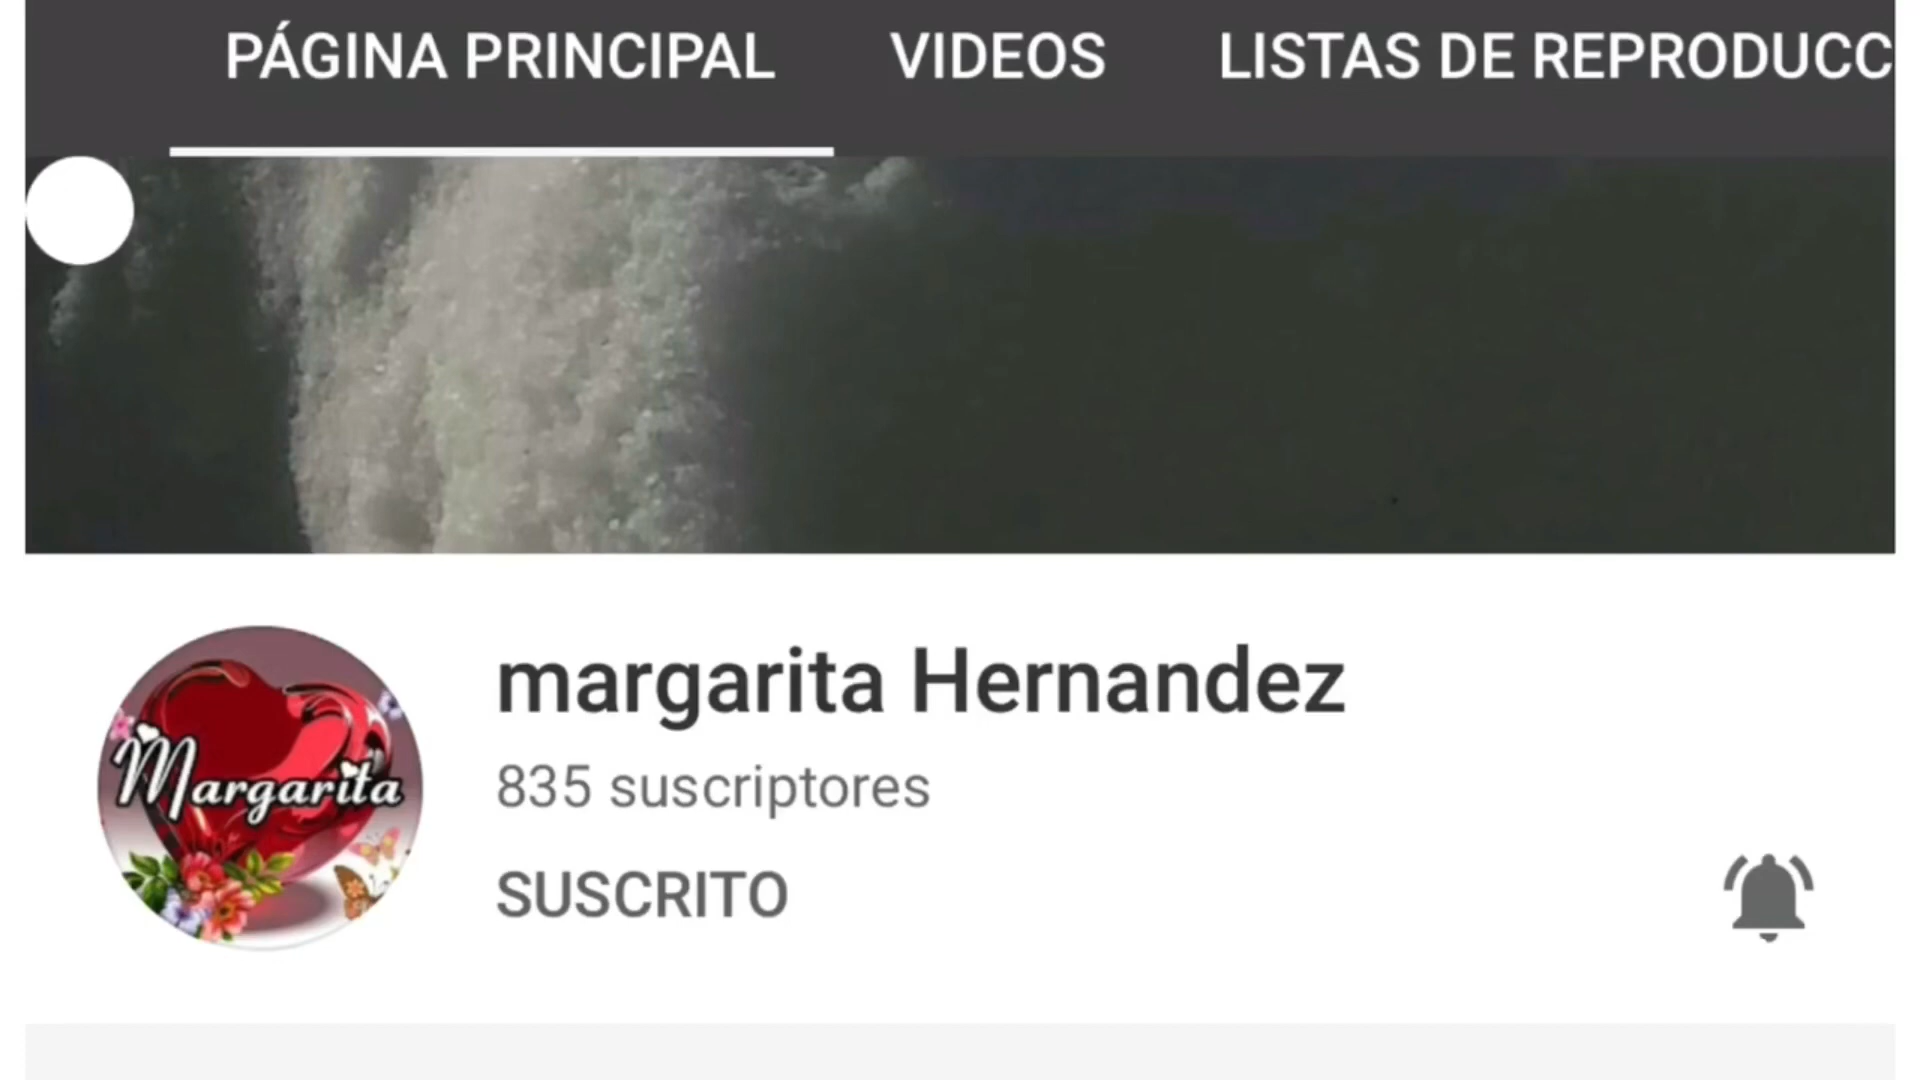 PÁGINA PRINCIPAL VIDEOS LISTAS DE REPRODUCC
Margarita
margarita Hernandez
835 suscriptores
SUSCRITO